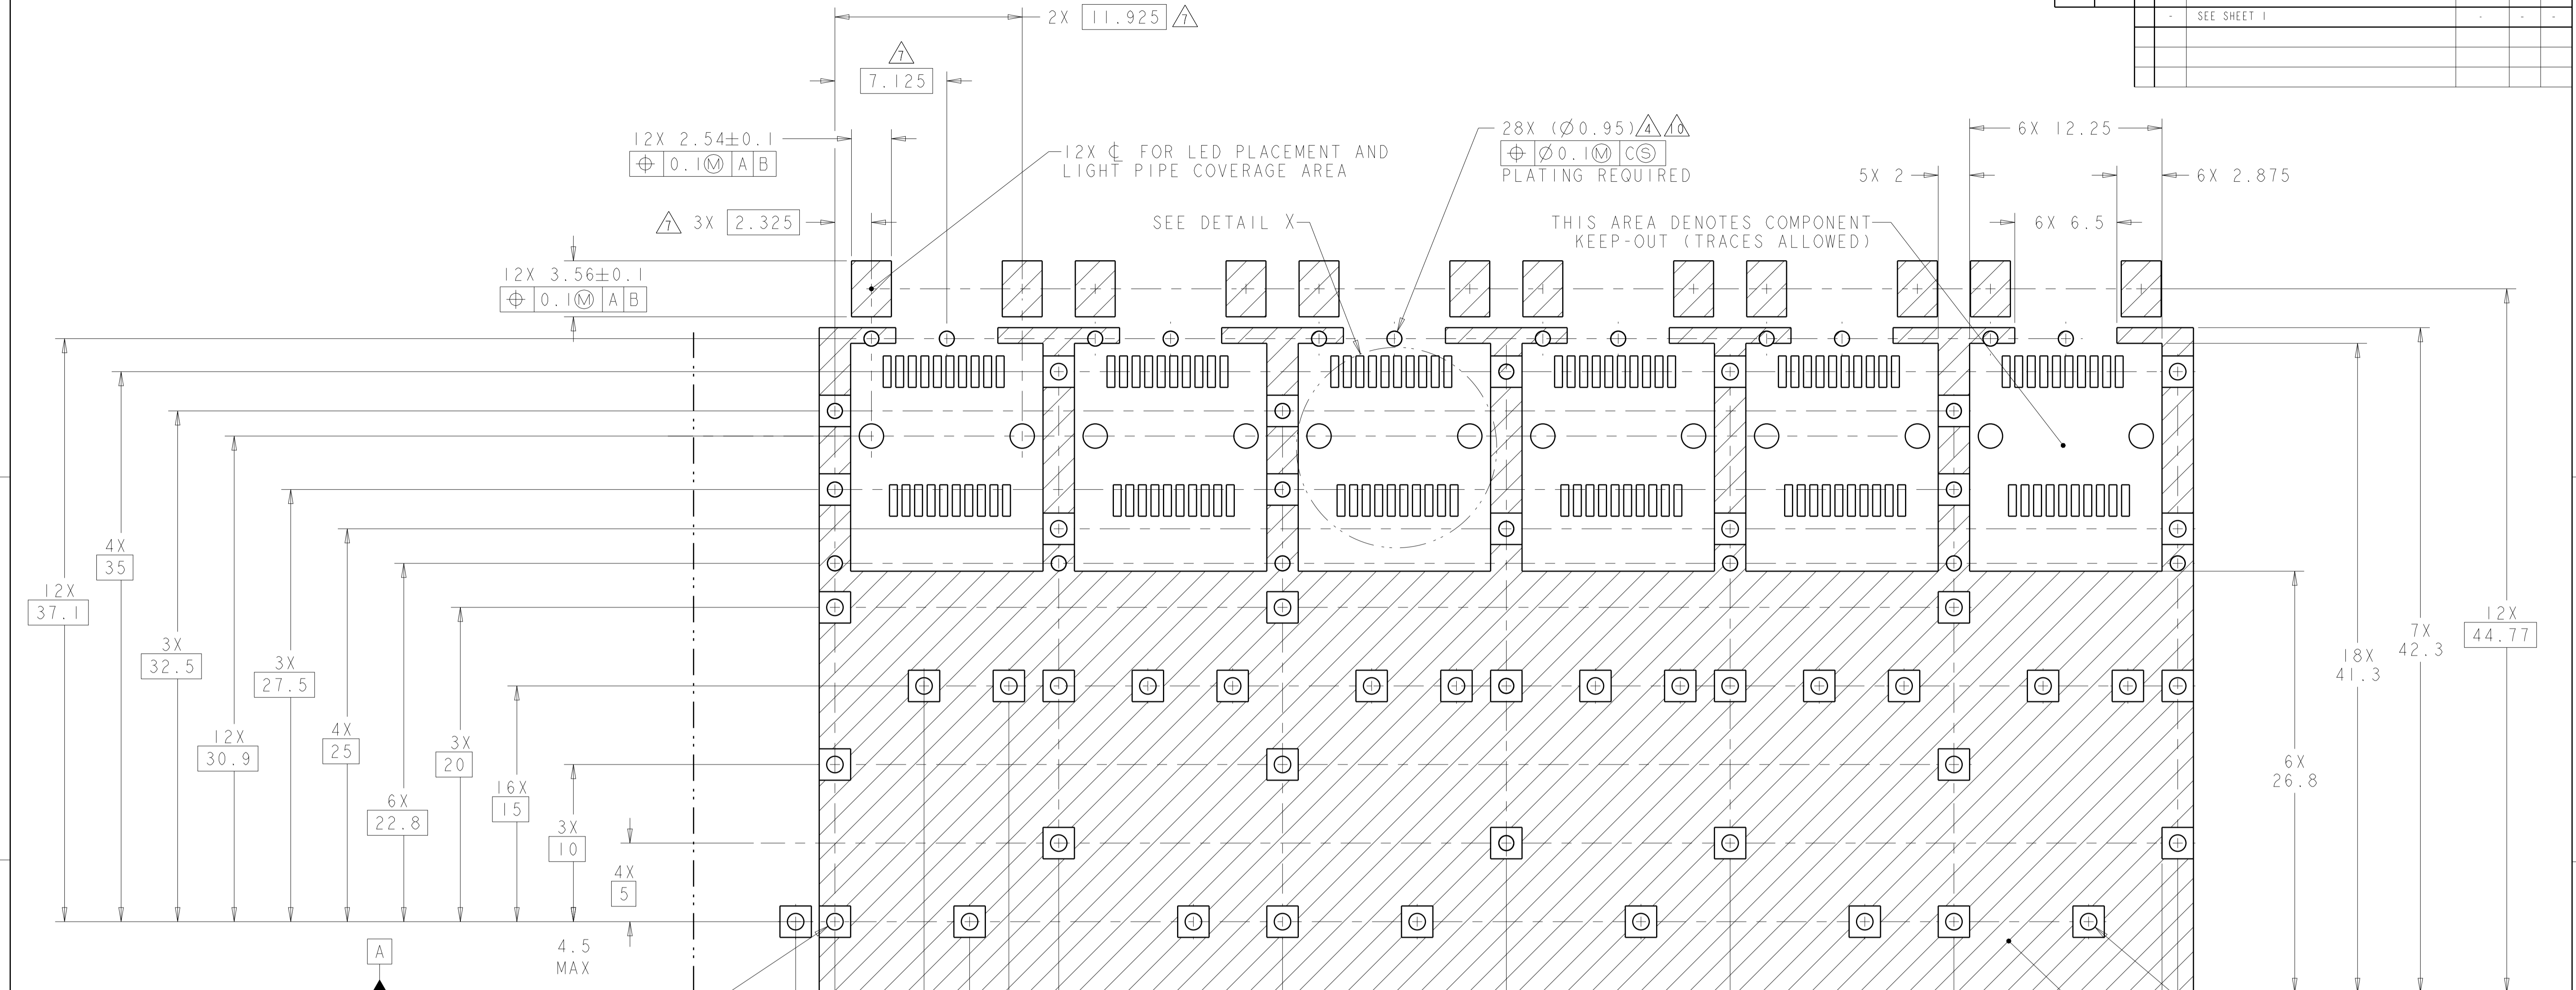 - SEE SHEET 1 - - -
2X 11.925 7
7
7.125
12X 2.54±0.1
⌖ 0.1Ⓜ A B
12X ℄ FOR LED PLACEMENT AND
LIGHT PIPE COVERAGE AREA
28X (Ø0.95) 4 10
⌖ Ø0.1Ⓜ CⓈ
PLATING REQUIRED
6X 12.25
5X 2
6X 2.875
7 3X 2.325
SEE DETAIL X
THIS AREA DENOTES COMPONENT
KEEP-OUT (TRACES ALLOWED)
6X 6.5
12X 3.56±0.1
⌖ 0.1Ⓜ A B
12X
37.1
4X
35
3X
32.5
12X
30.9
3X
27.5
4X
25
6X
22.8
3X
20
16X
15
3X
10
4X
5
4.5
MAX
A
6X
26.8
18X
41.3
7X
42.3
12X
44.77